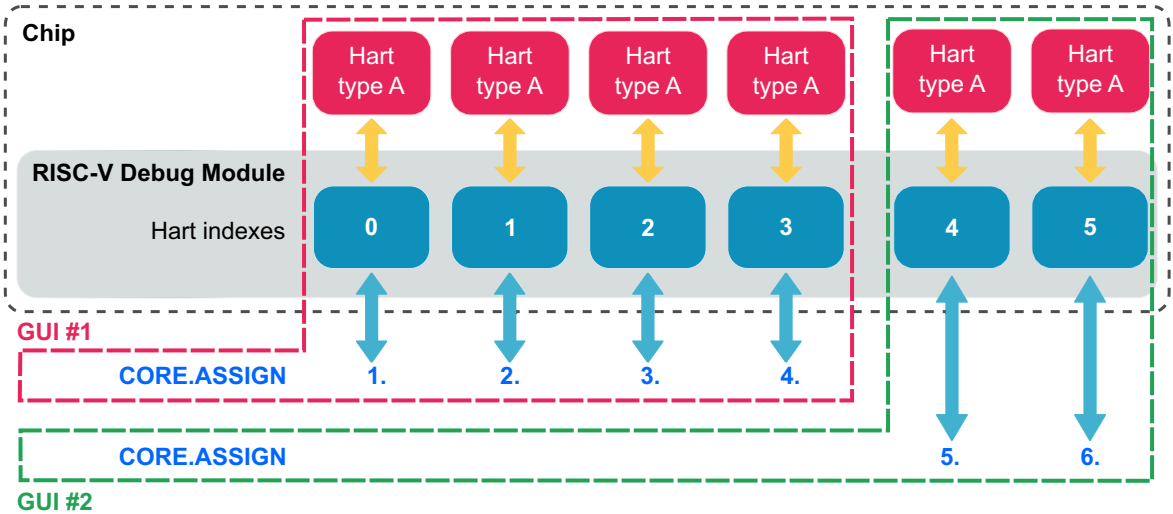 Chip
Hart type A
Hart type A
Hart type A
Hart type A
Hart type A
Hart type A
RISC-V Debug Module
Hart indexes 0 1 2 3 4 5
GUI #1
CORE.ASSIGN 1. 2. 3. 4.
CORE.ASSIGN 5. 6.
GUI #2